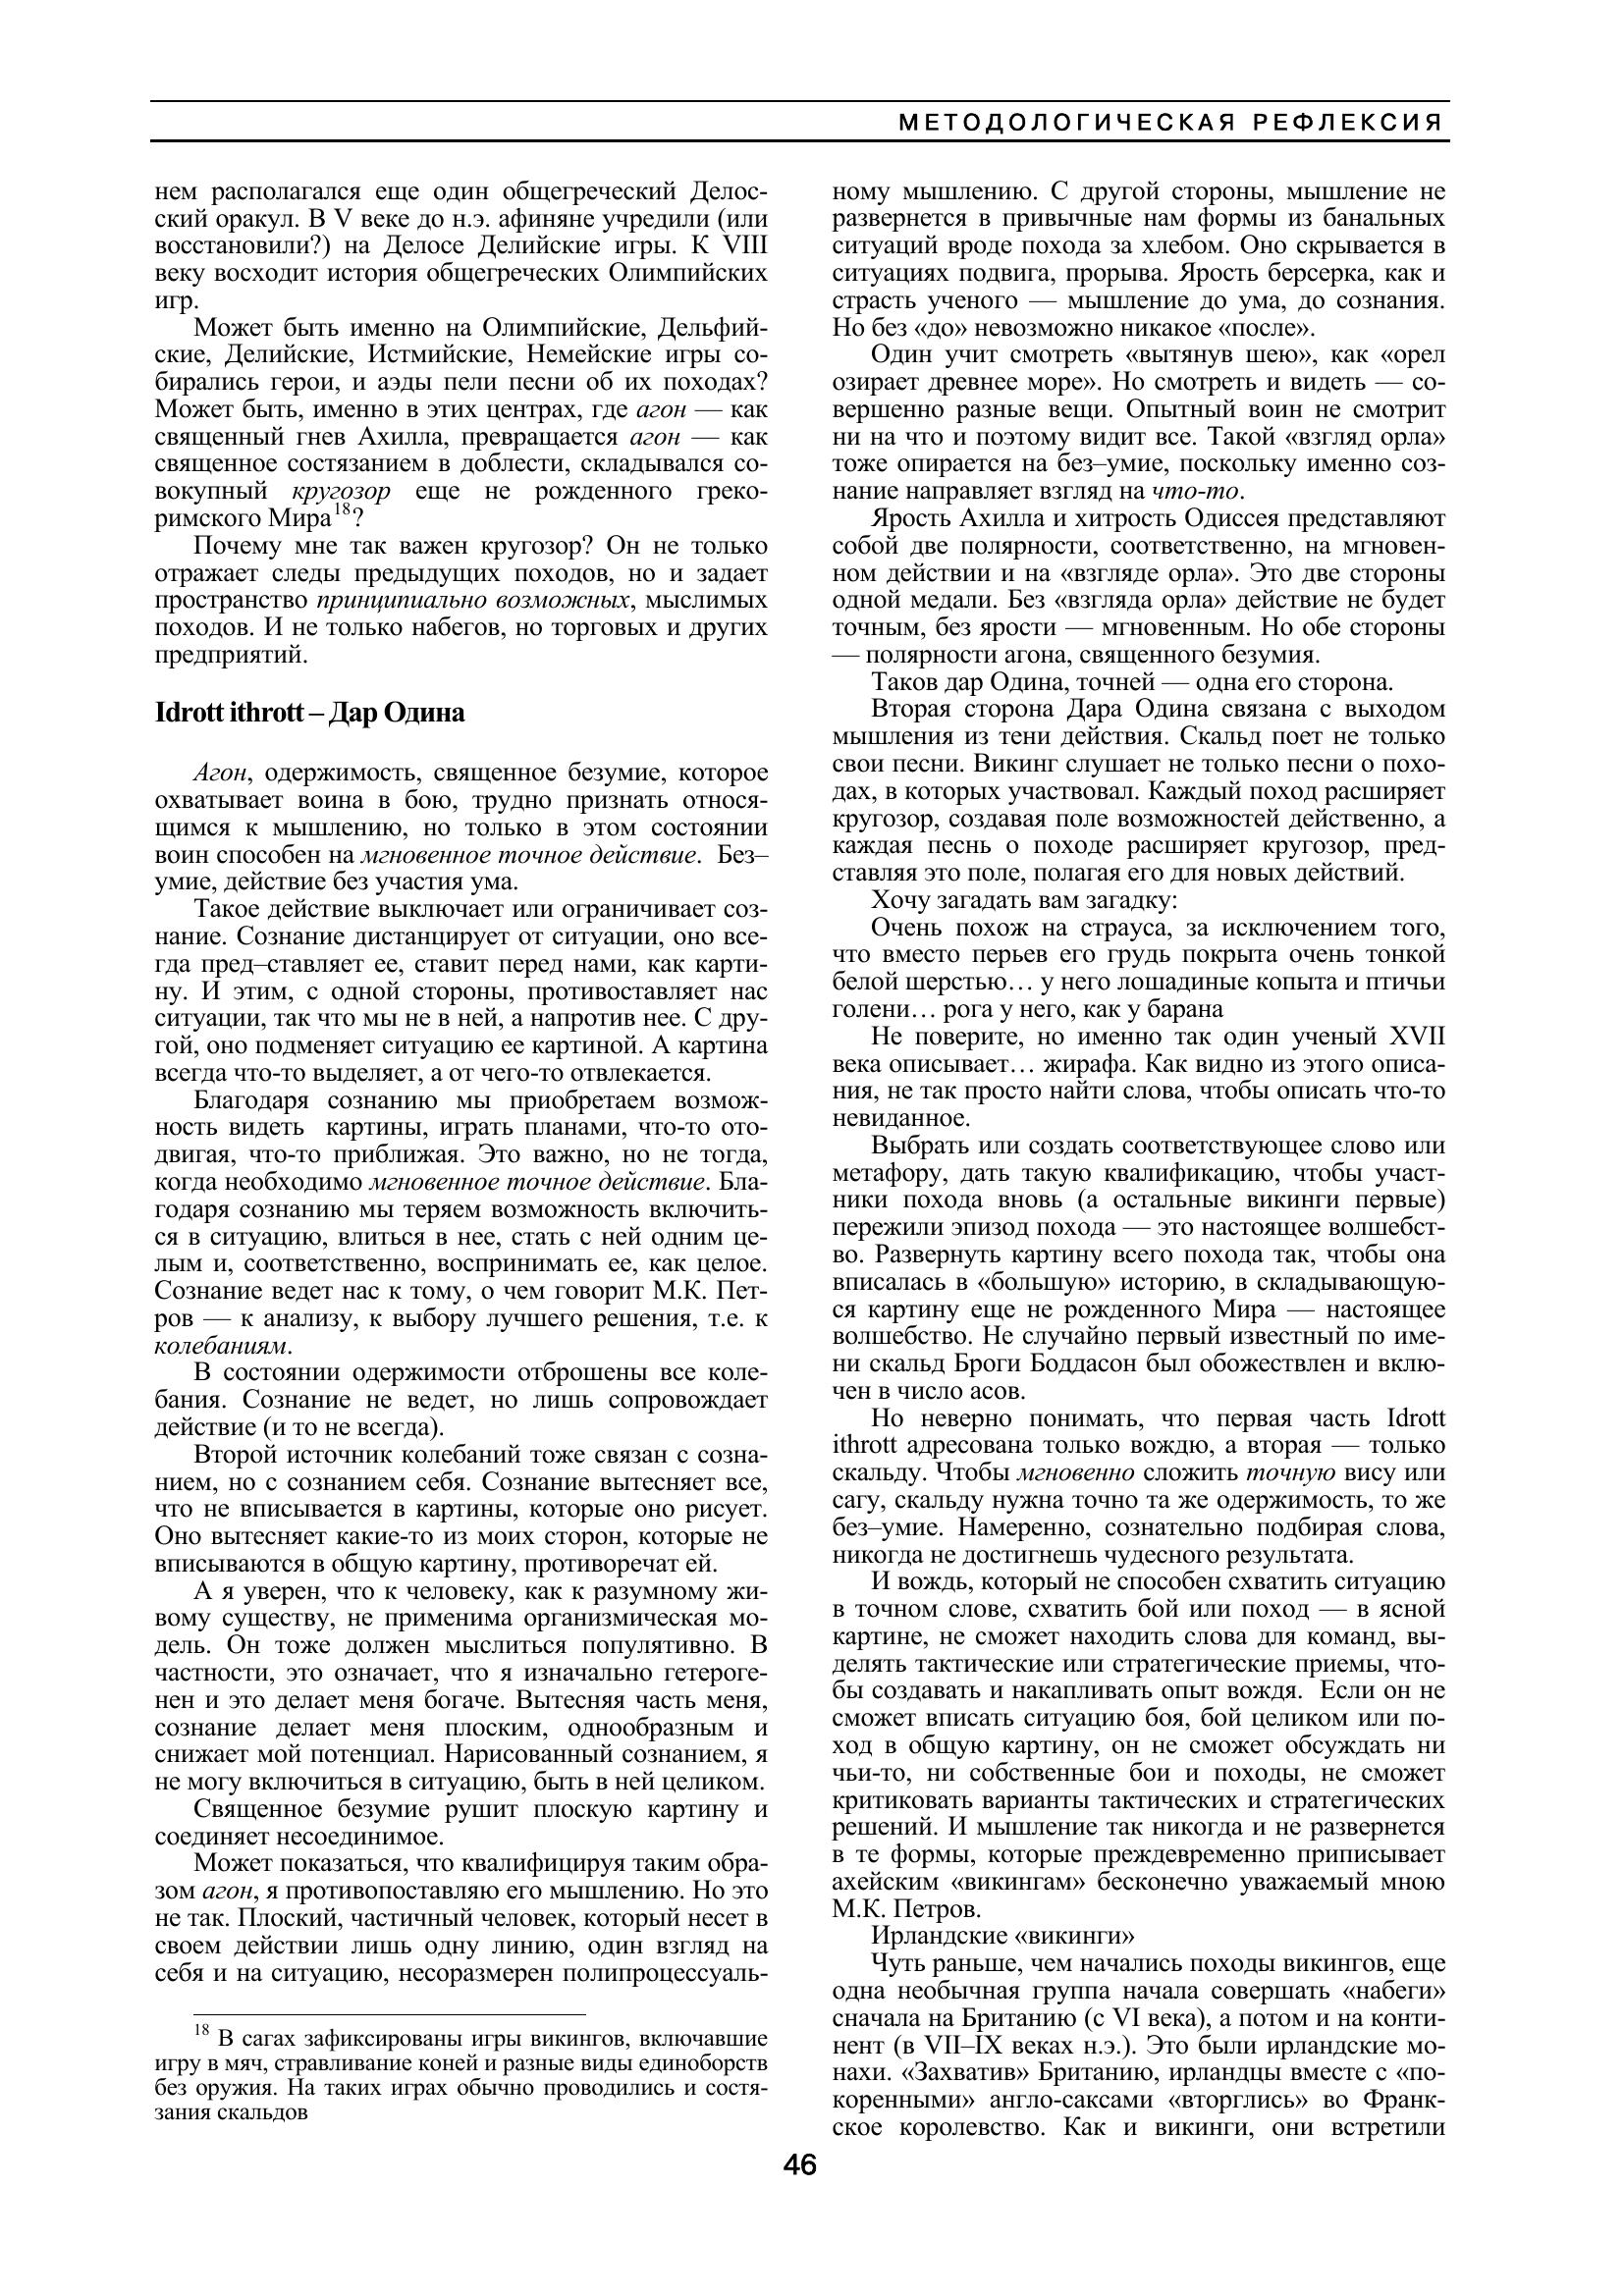 МЕТОДОЛОГИЧЕСКАЯ РЕФЛЕКСИЯ
нем располагался еще один общегреческий Делос-
ский оракул. В V веке до н.э. афиняне учредили (или
восстановили?) на Делосе Делийские игры. К VIII
веку восходит история общегреческих Олимпийских
игр.
Может быть именно на Олимпийские, Дельфий-
ские, Делийские, Истмийские, Немейские игры со-
бирались герои, и аэды пели песни об их походах?
Может быть, именно в этих центрах, где агон — как
священный гнев Ахилла, превращается агон — как
священное состязанием в доблести, складывался со-
вокупный кругозор еще не рожденного греко-
римского Мира18?
Почему мне так важен кругозор? Он не только
отражает следы предыдущих походов, но и задает
пространство принципиально возможных, мыслимых
походов. И не только набегов, но торговых и других
предприятий.
Idrott ithrott – Дар Одина
Агон, одержимость, священное безумие, которое
охватывает воина в бою, трудно признать относя-
щимся к мышлению, но только в этом состоянии
воин способен на мгновенное точное действие. Без–
умие, действие без участия ума.
Такое действие выключает или ограничивает соз-
нание. Сознание дистанцирует от ситуации, оно все-
гда пред–ставляет ее, ставит перед нами, как карти-
ну. И этим, с одной стороны, противоставляет нас
ситуации, так что мы не в ней, а напротив нее. С дру-
гой, оно подменяет ситуацию ее картиной. А картина
всегда что-то выделяет, а от чего-то отвлекается.
Благодаря сознанию мы приобретаем возмож-
ность видеть картины, играть планами, что-то ото-
двигая, что-то приближая. Это важно, но не тогда,
когда необходимо мгновенное точное действие. Бла-
годаря сознанию мы теряем возможность включить-
ся в ситуацию, влиться в нее, стать с ней одним це-
лым и, соответственно, воспринимать ее, как целое.
Сознание ведет нас к тому, о чем говорит М.К. Пет-
ров — к анализу, к выбору лучшего решения, т.е. к
колебаниям.
В состоянии одержимости отброшены все коле-
бания. Сознание не ведет, но лишь сопровождает
действие (и то не всегда).
Второй источник колебаний тоже связан с созна-
нием, но с сознанием себя. Сознание вытесняет все,
что не вписывается в картины, которые оно рисует.
Оно вытесняет какие-то из моих сторон, которые не
вписываются в общую картину, противоречат ей.
А я уверен, что к человеку, как к разумному жи-
вому существу, не применима организмическая мо-
дель. Он тоже должен мыслиться популятивно. В
частности, это означает, что я изначально гетероге-
нен и это делает меня богаче. Вытесняя часть меня,
сознание делает меня плоским, однообразным и
снижает мой потенциал. Нарисованный сознанием, я
не могу включиться в ситуацию, быть в ней целиком.
Священное безумие рушит плоскую картину и
соединяет несоединимое.
Может показаться, что квалифицируя таким обра-
зом агон, я противопоставляю его мышлению. Но это
не так. Плоский, частичный человек, который несет в
своем действии лишь одну линию, один взгляд на
себя и на ситуацию, несоразмерен полипроцессуаль-
18 В сагах зафиксированы игры викингов, включавшие
игру в мяч, стравливание коней и разные виды единоборств
без оружия. На таких играх обычно проводились и состя-
зания скальдов
ному мышлению. С другой стороны, мышление не
развернется в привычные нам формы из банальных
ситуаций вроде похода за хлебом. Оно скрывается в
ситуациях подвига, прорыва. Ярость берсерка, как и
страсть ученого — мышление до ума, до сознания.
Но без «до» невозможно никакое «после».
Один учит смотреть «вытянув шею», как «орел
озирает древнее море». Но смотреть и видеть — со-
вершенно разные вещи. Опытный воин не смотрит
ни на что и поэтому видит все. Такой «взгляд орла»
тоже опирается на без–умие, поскольку именно соз-
нание направляет взгляд на что-то.
Ярость Ахилла и хитрость Одиссея представляют
собой две полярности, соответственно, на мгновен-
ном действии и на «взгляде орла». Это две стороны
одной медали. Без «взгляда орла» действие не будет
точным, без ярости — мгновенным. Но обе стороны
— полярности агона, священного безумия.
Таков дар Одина, точней — одна его сторона.
Вторая сторона Дара Одина связана с выходом
мышления из тени действия. Скальд поет не только
свои песни. Викинг слушает не только песни о похо-
дах, в которых участвовал. Каждый поход расширяет
кругозор, создавая поле возможностей действенно, а
каждая песнь о походе расширяет кругозор, пред-
ставляя это поле, полагая его для новых действий.
Хочу загадать вам загадку:
Очень похож на страуса, за исключением того,
что вместо перьев его грудь покрыта очень тонкой
белой шерстью… у него лошадиные копыта и птичьи
голени… рога у него, как у барана
Не поверите, но именно так один ученый XVII
века описывает… жирафа. Как видно из этого описа-
ния, не так просто найти слова, чтобы описать что-то
невиданное.
Выбрать или создать соответствующее слово или
метафору, дать такую квалификацию, чтобы участ-
ники похода вновь (а остальные викинги первые)
пережили эпизод похода — это настоящее волшебст-
во. Развернуть картину всего похода так, чтобы она
вписалась в «большую» историю, в складывающую-
ся картину еще не рожденного Мира — настоящее
волшебство. Не случайно первый известный по име-
ни скальд Броги Боддасон был обожествлен и вклю-
чен в число асов.
Но неверно понимать, что первая часть Idrott
ithrott адресована только вождю, а вторая — только
скальду. Чтобы мгновенно сложить точную вису или
сагу, скальду нужна точно та же одержимость, то же
без–умие. Намеренно, сознательно подбирая слова,
никогда не достигнешь чудесного результата.
И вождь, который не способен схватить ситуацию
в точном слове, схватить бой или поход — в ясной
картине, не сможет находить слова для команд, вы-
делять тактические или стратегические приемы, что-
бы создавать и накапливать опыт вождя. Если он не
сможет вписать ситуацию боя, бой целиком или по-
ход в общую картину, он не сможет обсуждать ни
чьи-то, ни собственные бои и походы, не сможет
критиковать варианты тактических и стратегических
решений. И мышление так никогда и не развернется
в те формы, которые преждевременно приписывает
ахейским «викингам» бесконечно уважаемый мною
М.К. Петров.
Ирландские «викинги»
Чуть раньше, чем начались походы викингов, еще
одна необычная группа начала совершать «набеги»
сначала на Британию (с VI века), а потом и на конти-
нент (в VII–IX веках н.э.). Это были ирландские мо-
нахи. «Захватив» Британию, ирландцы вместе с «по-
коренными» англо-саксами «вторглись» во Франк-
ское королевство. Как и викинги, они встретили
46